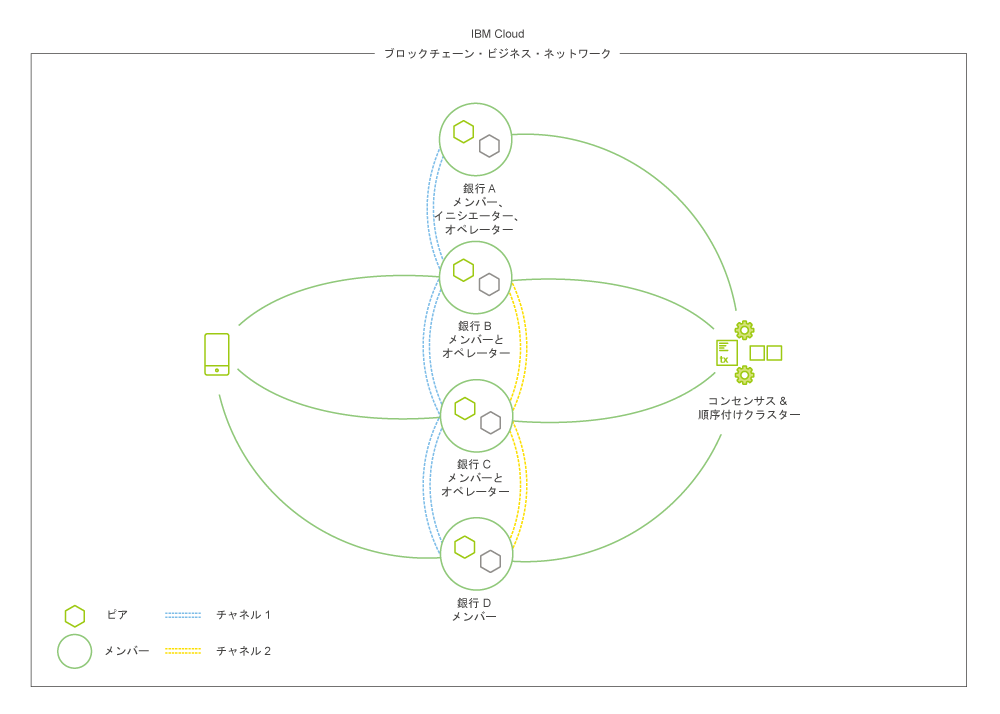 IBM Cloud
ブロックチェーン・ビジネス・ネットワーク
銀行 A
メンバー、
イニシエーター、
オペレーター
銀行 B
メンバーと
オペレーター
tx
コンセンサス &
順序付けクラスター
銀行 C
メンバーと
オペレーター
銀行 D
メンバー
ピア
チャネル 1
メンバー
チャネル 2